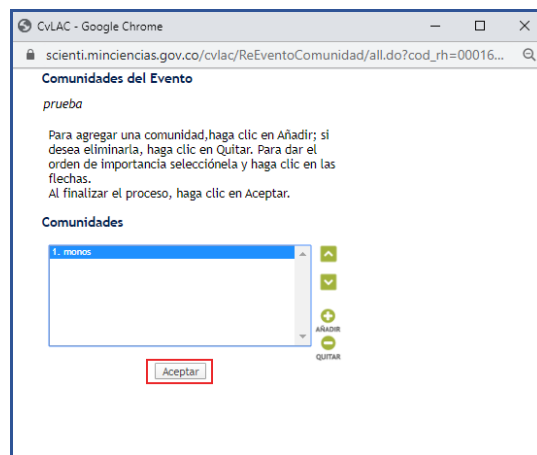 CvLAC - Google Chrome
scienti.minciencias.gov.co/cvlac/ReEventoComunidad/all.do?cod_rh=00016...
Comunidades del Evento
prueba
Para agregar una comunidad,haga clic en Añadir; si
desea eliminarla, haga clic en Quitar. Para dar el
orden de importancia selecciónela y haga clic en las
flechas.
Al finalizar el proceso, haga clic en Aceptar.
Comunidades
1. monos
AÑADIR
QUITAR
Aceptar